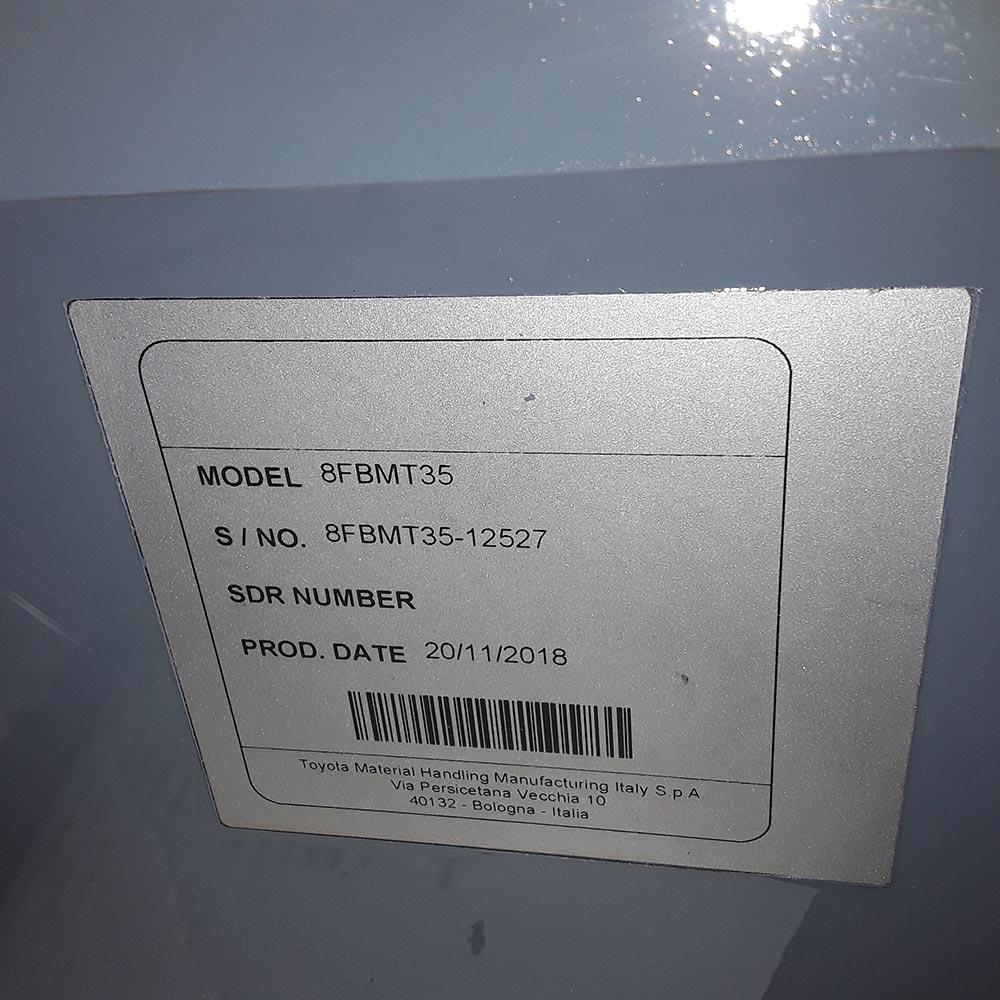 MODEL 8FBMT35
S / NO. 8FBMT35-12527
SDR NUMBER
PROD. DATE 20/11/2018
Toyota Material Handling Manufacturing Italy S.p.A
Via Persicetana Vecchia 10
40132 - Bologna - Italia